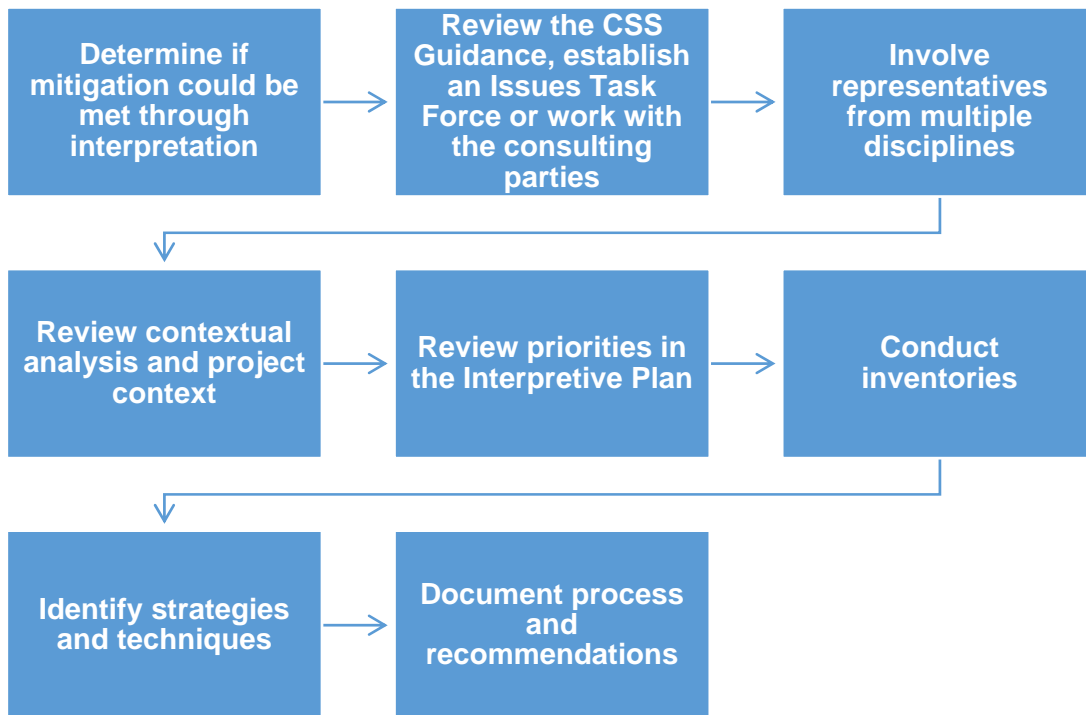 Determine if
mitigation could be
met through
interpretation
Review the CSS
Guidance, establish
an Issues Task
Force or work with
the consulting
parties
Involve
representatives
from multiple
disciplines
Review contextual
analysis and project
context
Review priorities in
the Interpretive Plan
Conduct
inventories
Identify strategies
and techniques
Document process
and
recommendations